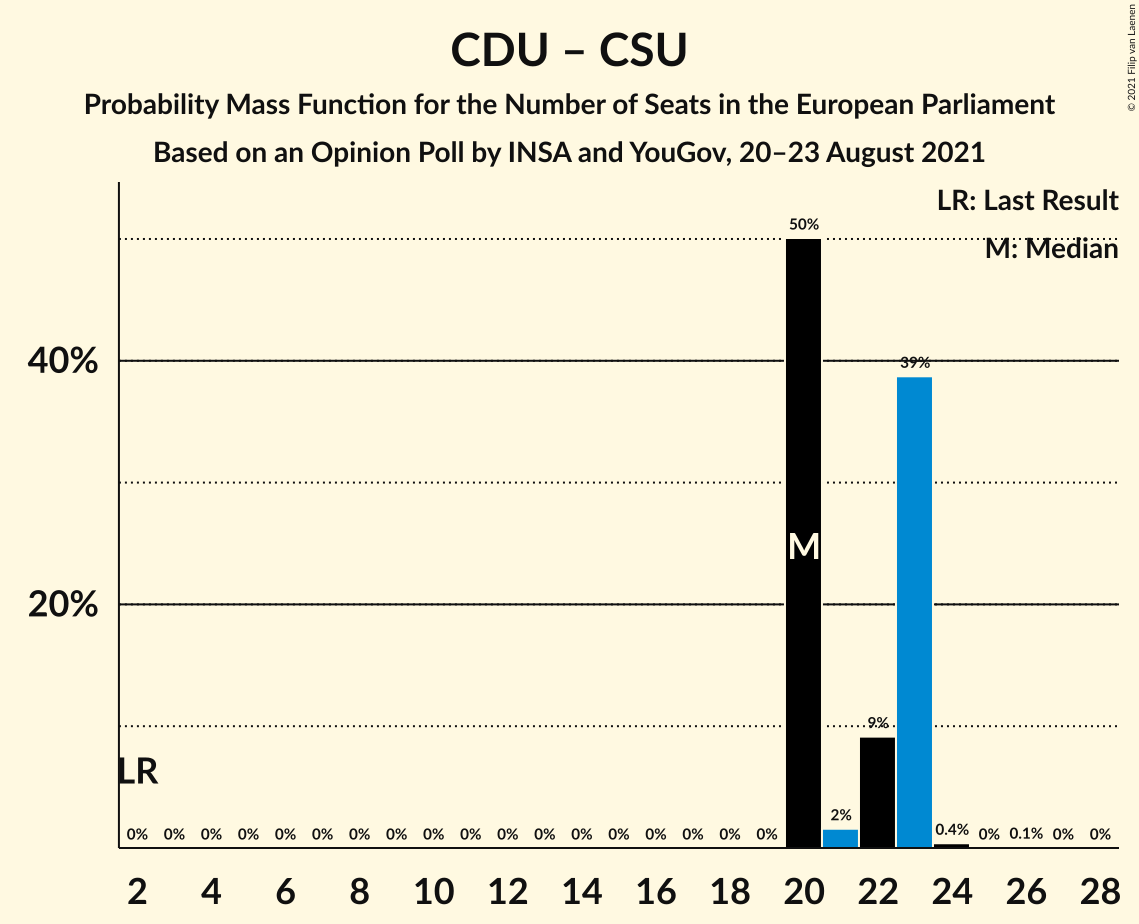 © 2021 Filip van Laenen
CDU – CSU
Probability Mass Function for the Number of Seats in the European Parliament
Based on an Opinion Poll by INSA and YouGov, 20–23 August 2021
LR: Last Result
M: Median
50%
40%
39%
M
20%
9%
LR
2%
0% 0% 0% 0% 0% 0% 0% 0% 0% 0% 0% 0% 0% 0% 0% 0% 0% 0% 0.4% 0% 0.1% 0% 0%
2 4 6 8 10 12 14 16 18 20 22 24 26 28